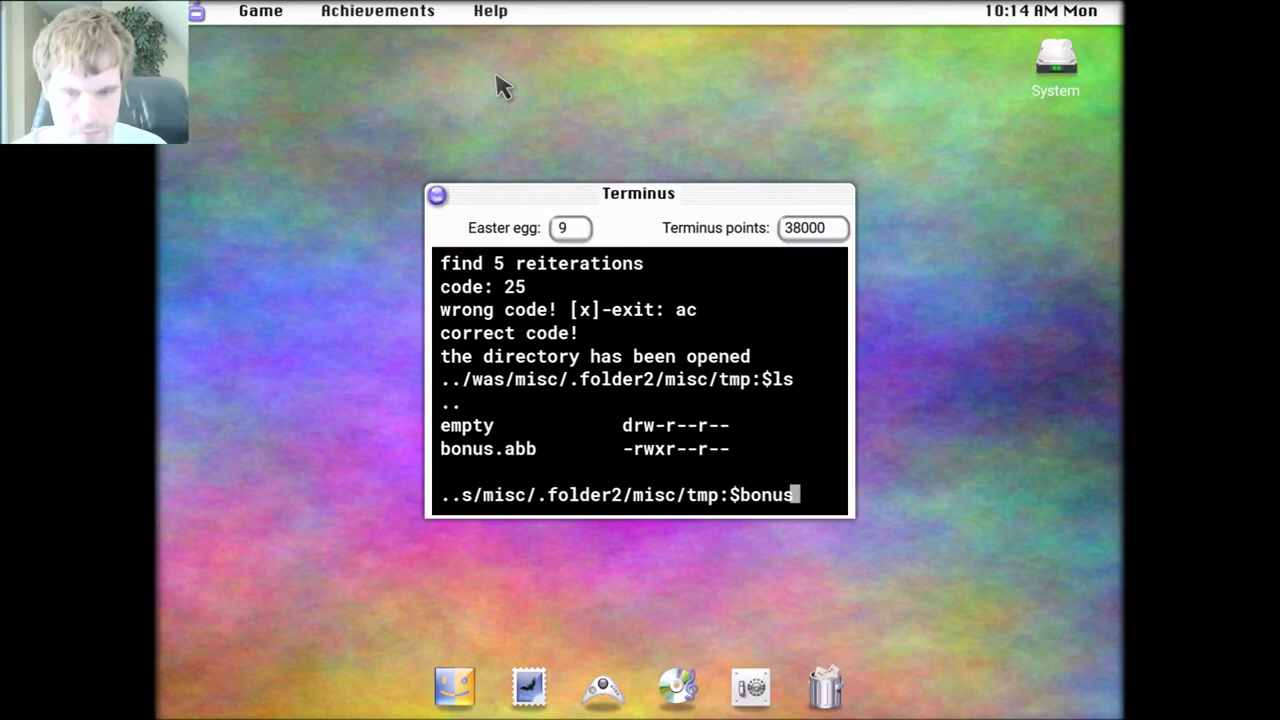 Game Achievements Help 10:14 AM Mon
System
Terminus
Easter egg: 9 Terminus points: 38000
find 5 reiterations
code: 25
wrong code! [x]-exit: ac
correct code!
the directory has been opened
../was/misc/.folder2/misc/tmp:$ls
..
empty drw-r--r--
bonus.abb -rwxr--r--
..s/misc/.folder2/misc/tmp:$bonus